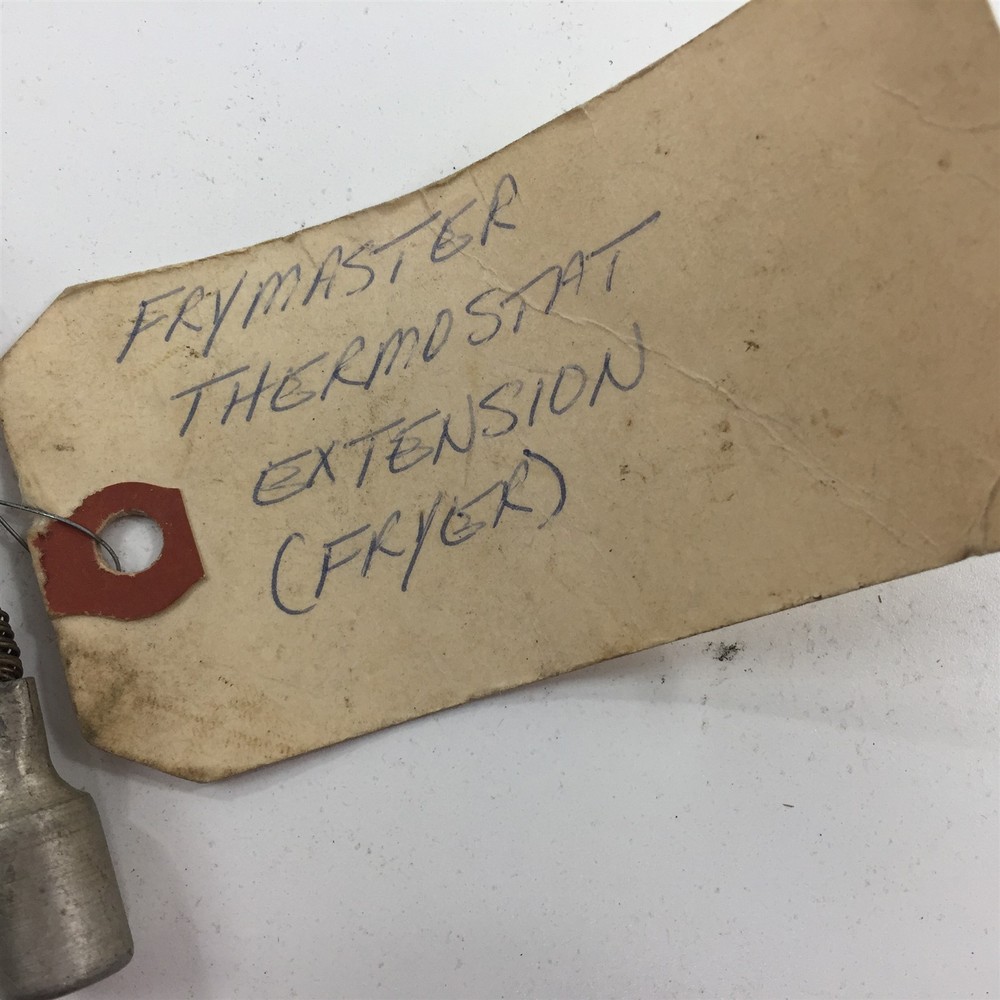 FRYMASTER
THERMOSTAT
EXTENSION
(FRYER)